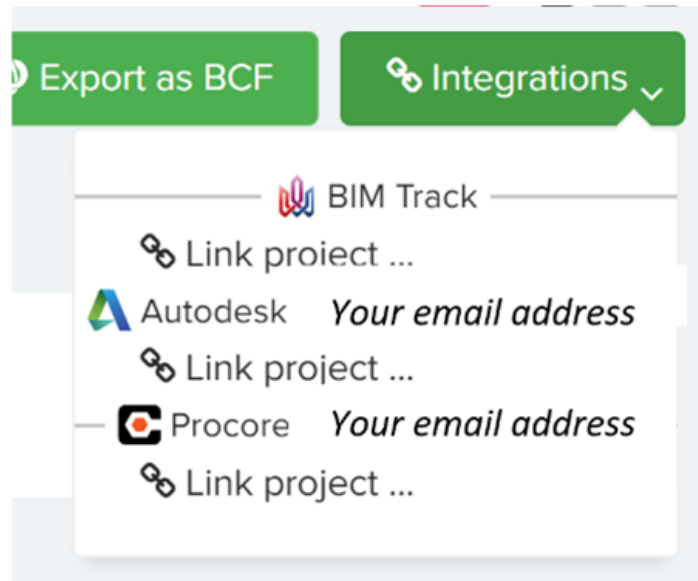 Export as BCF
Integrations
BIM Track
Link project ...
Autodesk Your email address
Link project ...
Procore Your email address
Link project ...